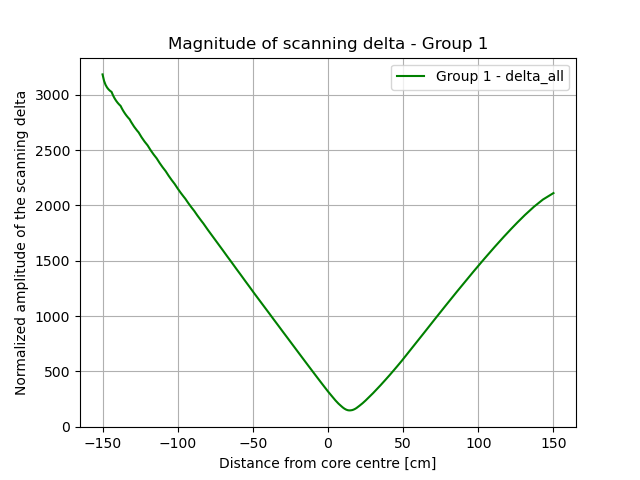 Magnitude of scanning delta - Group 1
Group 1 - delta_all
Normalized amplitude of the scanning delta
3000
2500
2000
1500
1000
500
0
−150 −100 −50 0 50 100 150
Distance from core centre [cm]